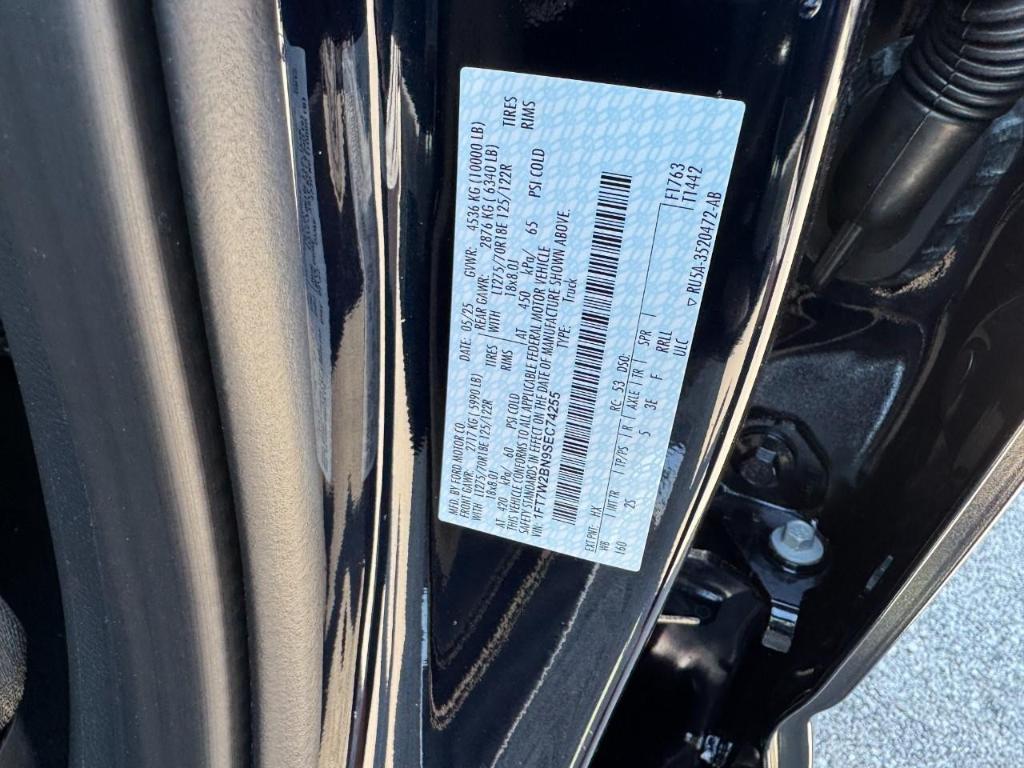 MFD. BY FORD MOTOR CO. DATE: 05/25 GVWR: 4536 KG (10000 LB)
FRONT GAWR: 2717 KG ( 5990 LB) REAR GAWR: 2876 KG ( 6340 LB)
WITH LT275/70R18E 125/122R TIRES WITH LT275/70R18E 125/122R TIRES
18x8.0J RIMS 18x8.0J RIMS
AT 420 kPa/ 60 PSI COLD AT 450 kPa/ 65 PSI COLD
THIS VEHICLE CONFORMS TO ALL APPLICABLE FEDERAL MOTOR VEHICLE
SAFETY STANDARDS IN EFFECT ON THE DATE OF MANUFACTURE SHOWN ABOVE.
VIN: 1FT7W2BN9SEC74255 TYPE: Truck
EXT PNT: HX RC: 53 DSO: F1763
WB INTR TP/PS R AXLE TR SPR T1442
160 2S 5 3E F RRLL
ULC
▽ RU5A-3520472-AB